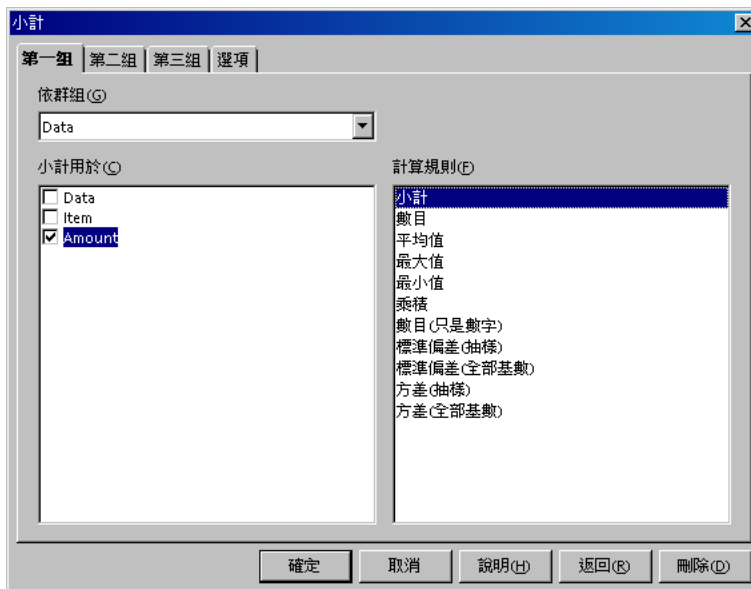 小計
第一組 第二組 第三組 選項
依群組(G)
Data
小計用於(C)
Data
Item
Amount
計算規則(F)
小計
數目
平均值
最大值
最小值
乘積
數目(只是數字)
標準偏差(抽樣)
標準偏差(全部基數)
方差(抽樣)
方差(全部基數)
確定 取消 說明(H) 返回(R) 刪除(D)